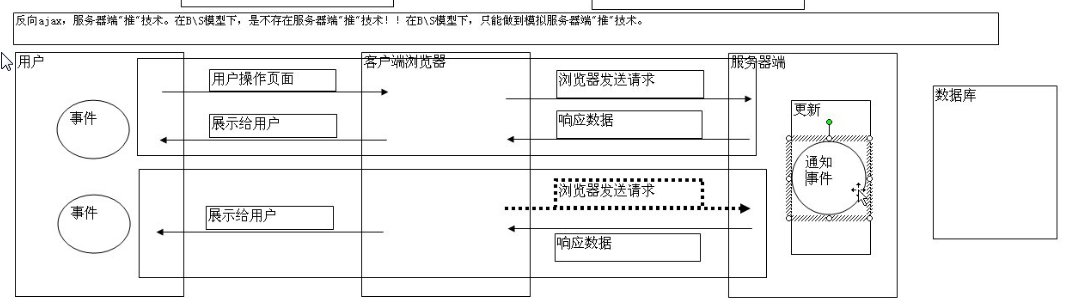 反向ajax，服务器端"推"技术。在B\S模型下，是不存在服务器端"推"技术！！在B\S模型下，只能做到模拟服务器端"推"技术。
用户
客户端浏览器
服务器端
数据库
用户操作页面
浏览器发送请求
更新
事件
展示给用户
响应数据
通知
事件
浏览器发送请求
事件
展示给用户
响应数据